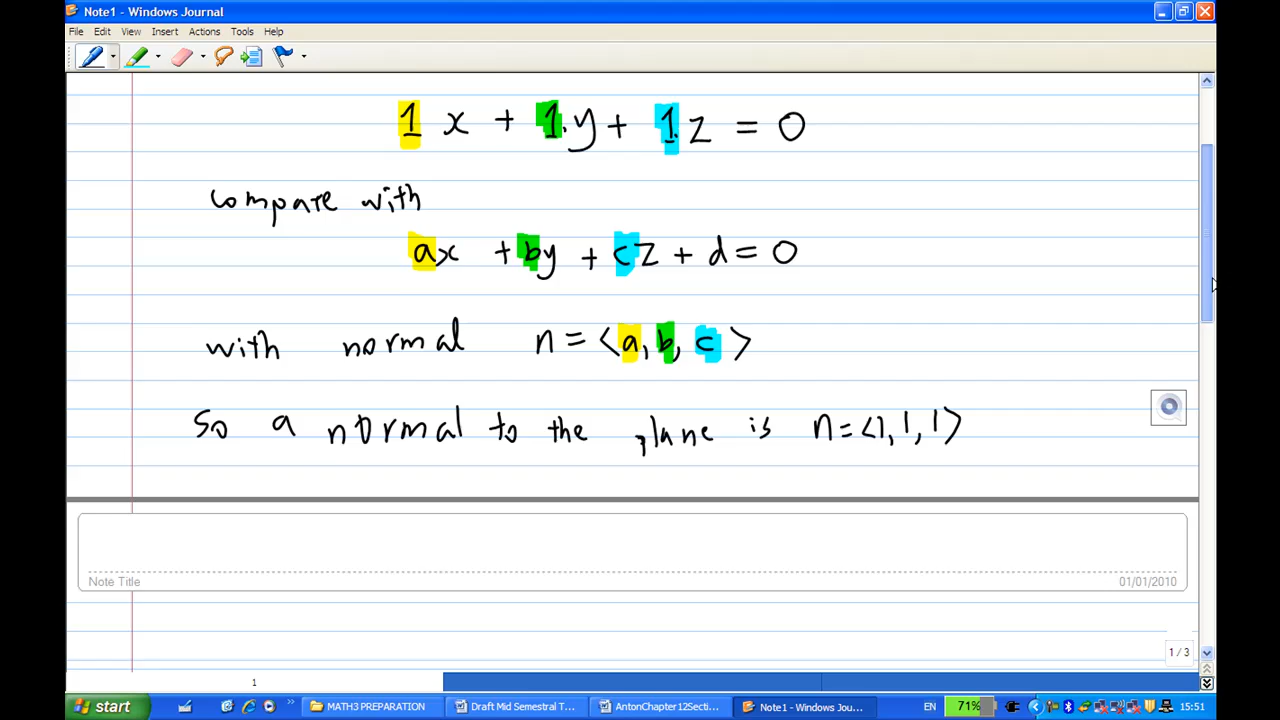 Note1 - Windows Journal
File Edit View Insert Actions Tools Help
1 x + 1.y + 1.z = 0
compare with
ax + by + cz + d = 0
with normal n = <a, b, c>
So a normal to the plane is n = <1, 1, 1>
Note Title 01/01/2010
1 / 3
1
start MATH3 PREPARATION Draft Mid Semestral T... AntonChapter12Secti... Note1 - Windows Jou... EN 71% 15:51